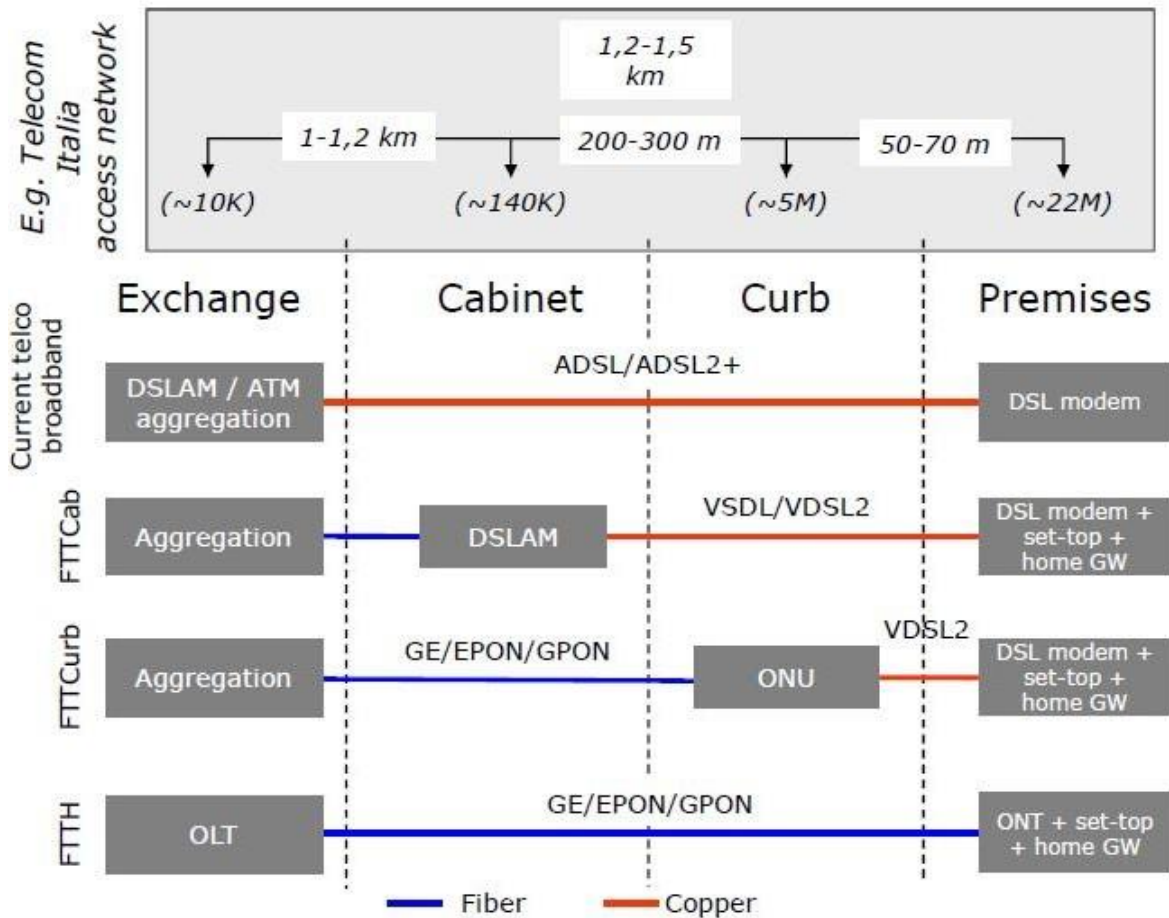 E.g. Telecom
Italia
access network
1,2-1,5
km
1-1,2 km
200-300 m
50-70 m
(~10K)
(~140K)
(~5M)
(~22M)
Exchange
Cabinet
Curb
Premises
Current telco
broadband
DSLAM / ATM
aggregation
ADSL/ADSL2+
DSL modem
FTTCab
Aggregation
DSLAM
VSDL/VDSL2
DSL modem +
set-top +
home GW
FTTCurb
Aggregation
GE/EPON/GPON
ONU
VDSL2
DSL modem +
set-top +
home GW
FTTH
OLT
GE/EPON/GPON
ONT + set-top
+ home GW
Fiber
Copper